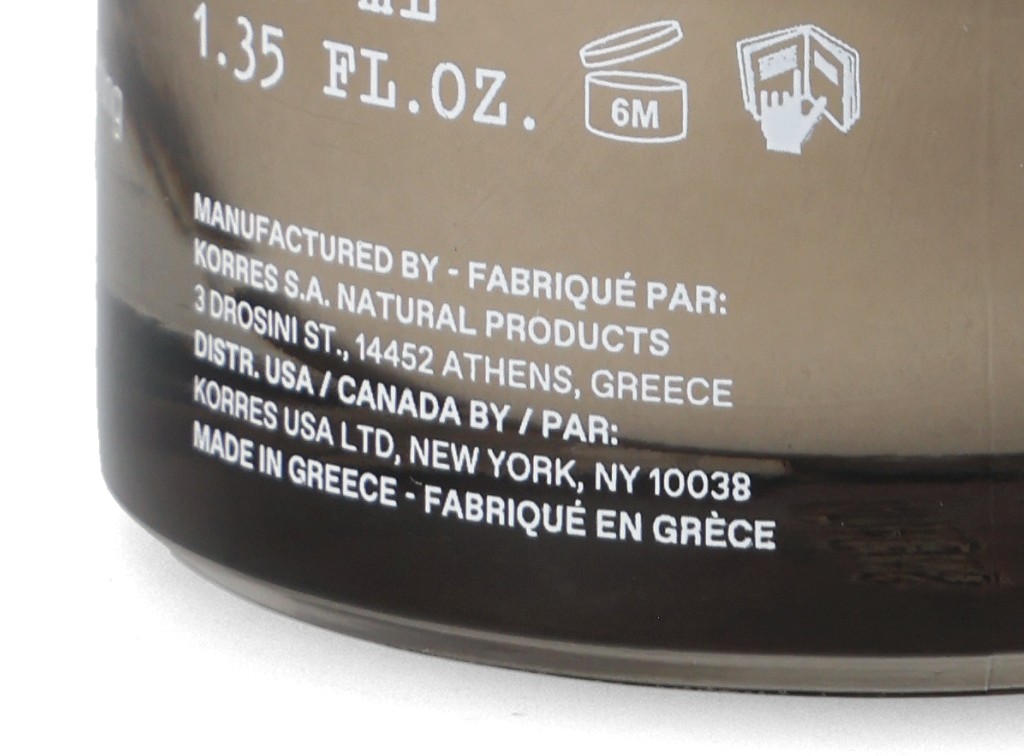 ML
1.35 FL.OZ.
6M
MANUFACTURED BY - FABRIQUÉ PAR:
KORRES S.A. NATURAL PRODUCTS
3 DROSINI ST., 14452 ATHENS, GREECE
DISTR. USA / CANADA BY / PAR:
KORRES USA LTD, NEW YORK, NY 10038
MADE IN GREECE - FABRIQUÉ EN GRÈCE